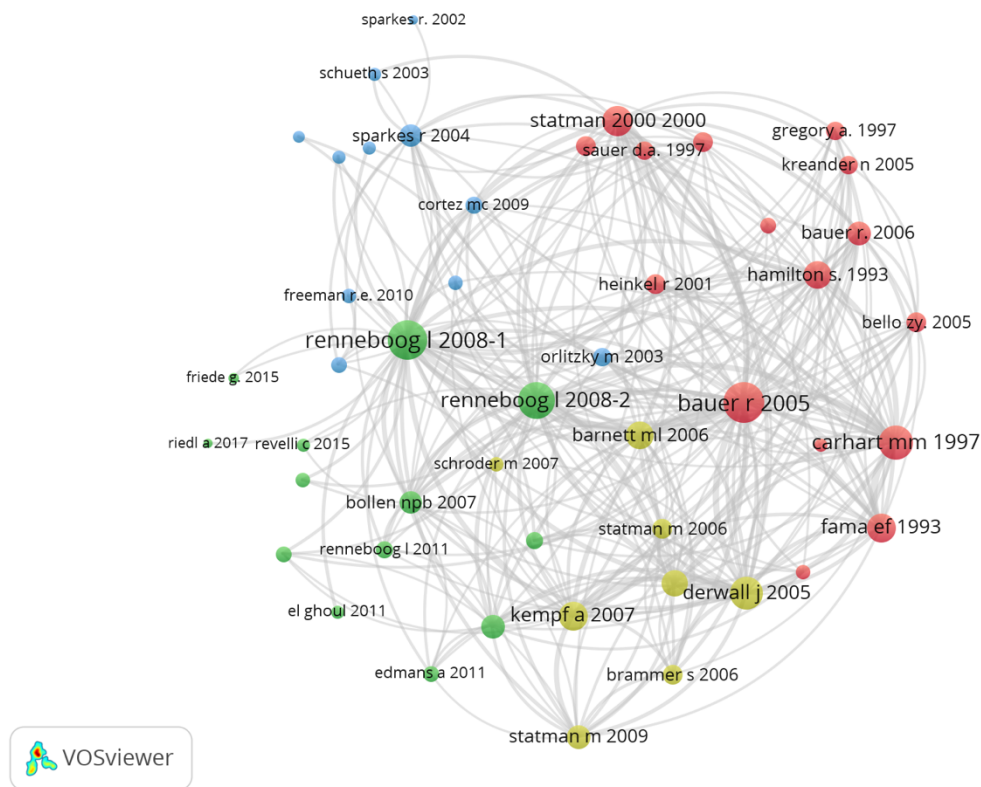 sparkes r. 2002
schueth s 2003
statman 2000 2000
gregory a. 1997
sparkes r 2004
sauer d.a. 1997
kreander n 2005
cortez mc 2009
bauer r. 2006
hamilton s. 1993
heinkel r 2001
freeman r.e. 2010
bello zy. 2005
renneboog l 2008-1
orlitzky m 2003
friede g. 2015
renneboog l 2008-2
bauer r 2005
barnett ml 2006
riedl a 2017
revelli c 2015
carhart mm 1997
schroder m 2007
bollen npb 2007
statman m 2006
fama ef 1993
renneboog l 2011
derwall j 2005
el ghoul 2011
kempf a 2007
edmans a 2011
brammer s 2006
statman m 2009
VOSviewer